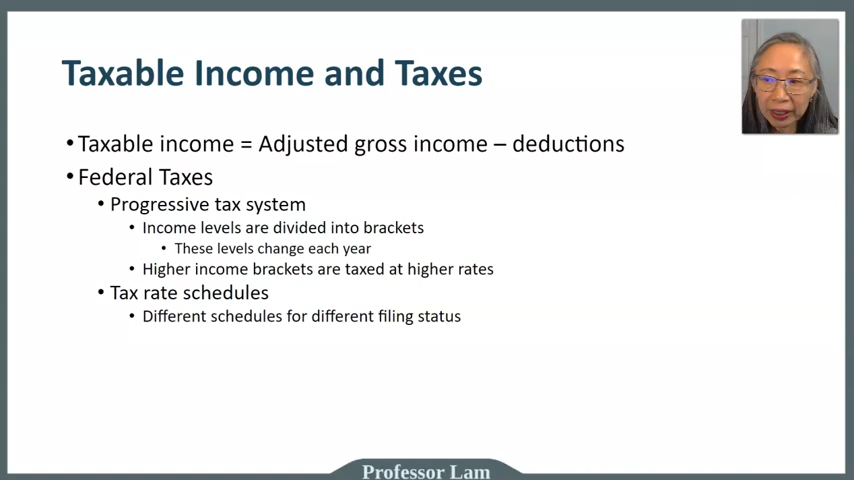 Taxable Income and Taxes
• Taxable income = Adjusted gross income – deductions
• Federal Taxes
• Progressive tax system
• Income levels are divided into brackets
• These levels change each year
• Higher income brackets are taxed at higher rates
• Tax rate schedules
• Different schedules for different filing status
Professor Lam